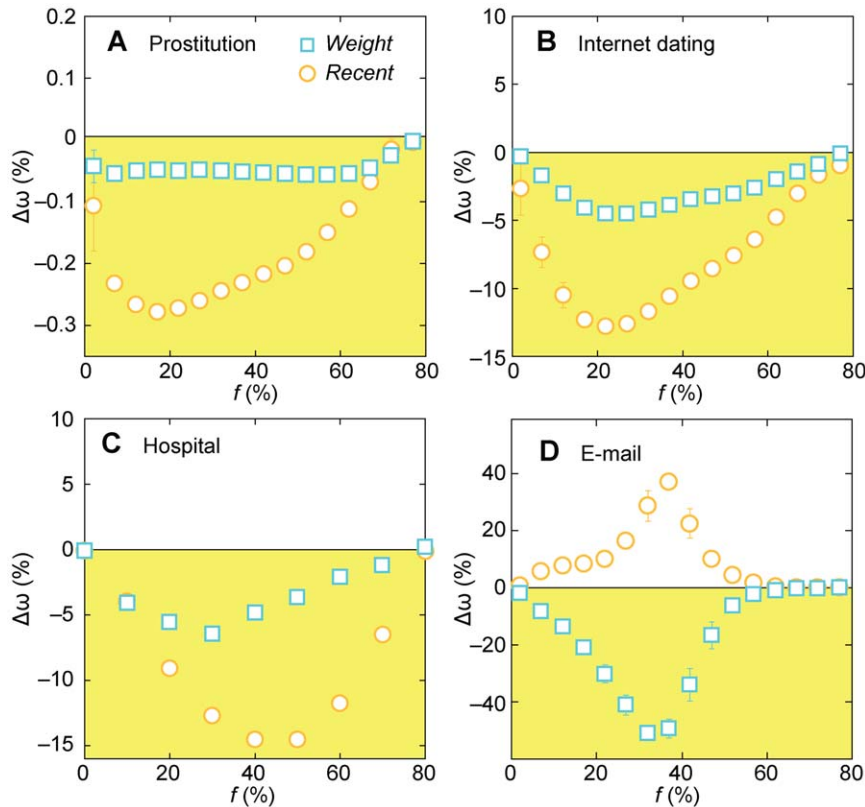 A Prostitution
Weight
Recent
0.2
0.1
0
–0.1
–0.2
–0.3
Δω (%)
0 20 40 60 80
f (%)
B Internet dating
10
5
0
–5
–10
–15
Δω (%)
0 20 40 60 80
f (%)
C Hospital
10
5
0
–5
–10
–15
Δω (%)
0 20 40 60 80
f (%)
D E-mail
40
20
0
–20
–40
Δω (%)
0 20 40 60 80
f (%)